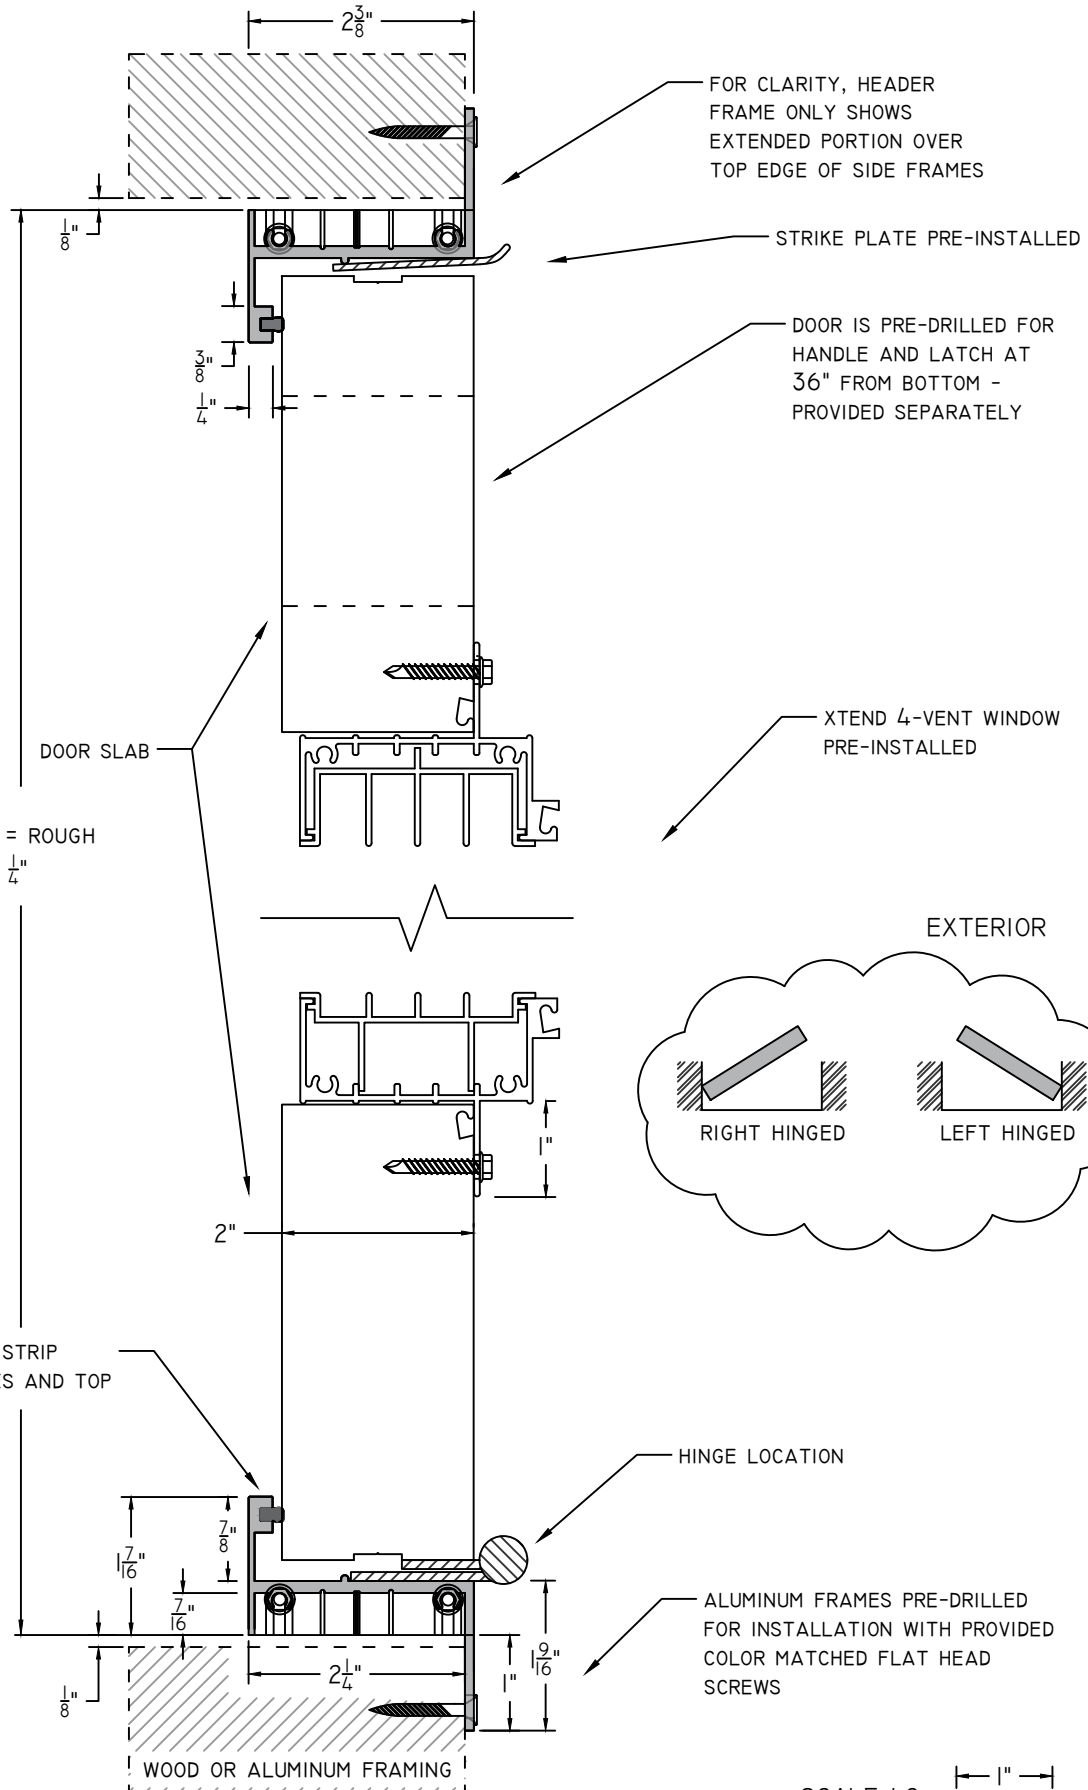 2 3/8"
FOR CLARITY, HEADER
FRAME ONLY SHOWS
EXTENDED PORTION OVER
TOP EDGE OF SIDE FRAMES
1/8"
STRIKE PLATE PRE-INSTALLED
DOOR IS PRE-DRILLED FOR
HANDLE AND LATCH AT
36" FROM BOTTOM -
PROVIDED SEPARATELY
3/8"
1/4"
XTEND 4-VENT WINDOW
PRE-INSTALLED
DOOR SLAB
= ROUGH
1/4"
EXTERIOR
RIGHT HINGED
LEFT HINGED
1"
2"
STRIP
AND TOP
HINGE LOCATION
7/8"
1 7/16"
7/16"
ALUMINUM FRAMES PRE-DRILLED
FOR INSTALLATION WITH PROVIDED
COLOR MATCHED FLAT HEAD
SCREWS
1 9/16"
1"
2 1/4"
1/8"
WOOD OR ALUMINUM FRAMING
1"